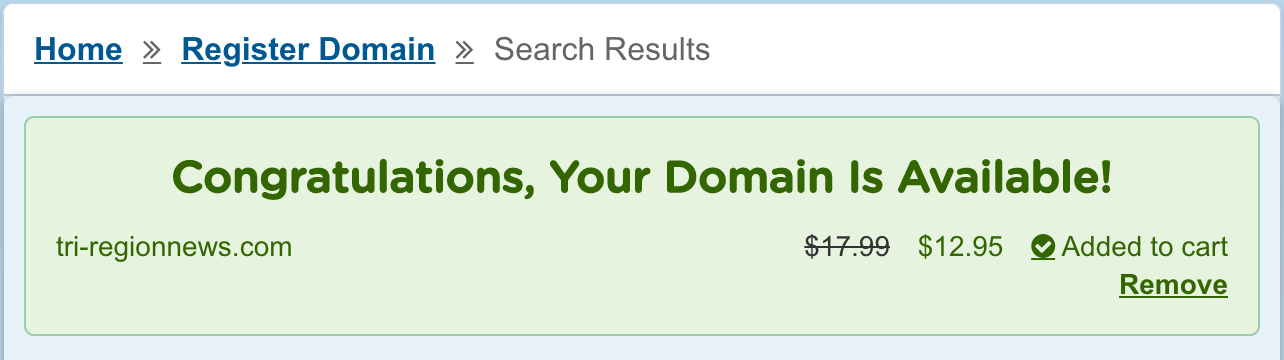 Home » Register Domain » Search Results
Congratulations, Your Domain Is Available!
tri-regionnews.com $17.99 $12.95 Added to cart
Remove